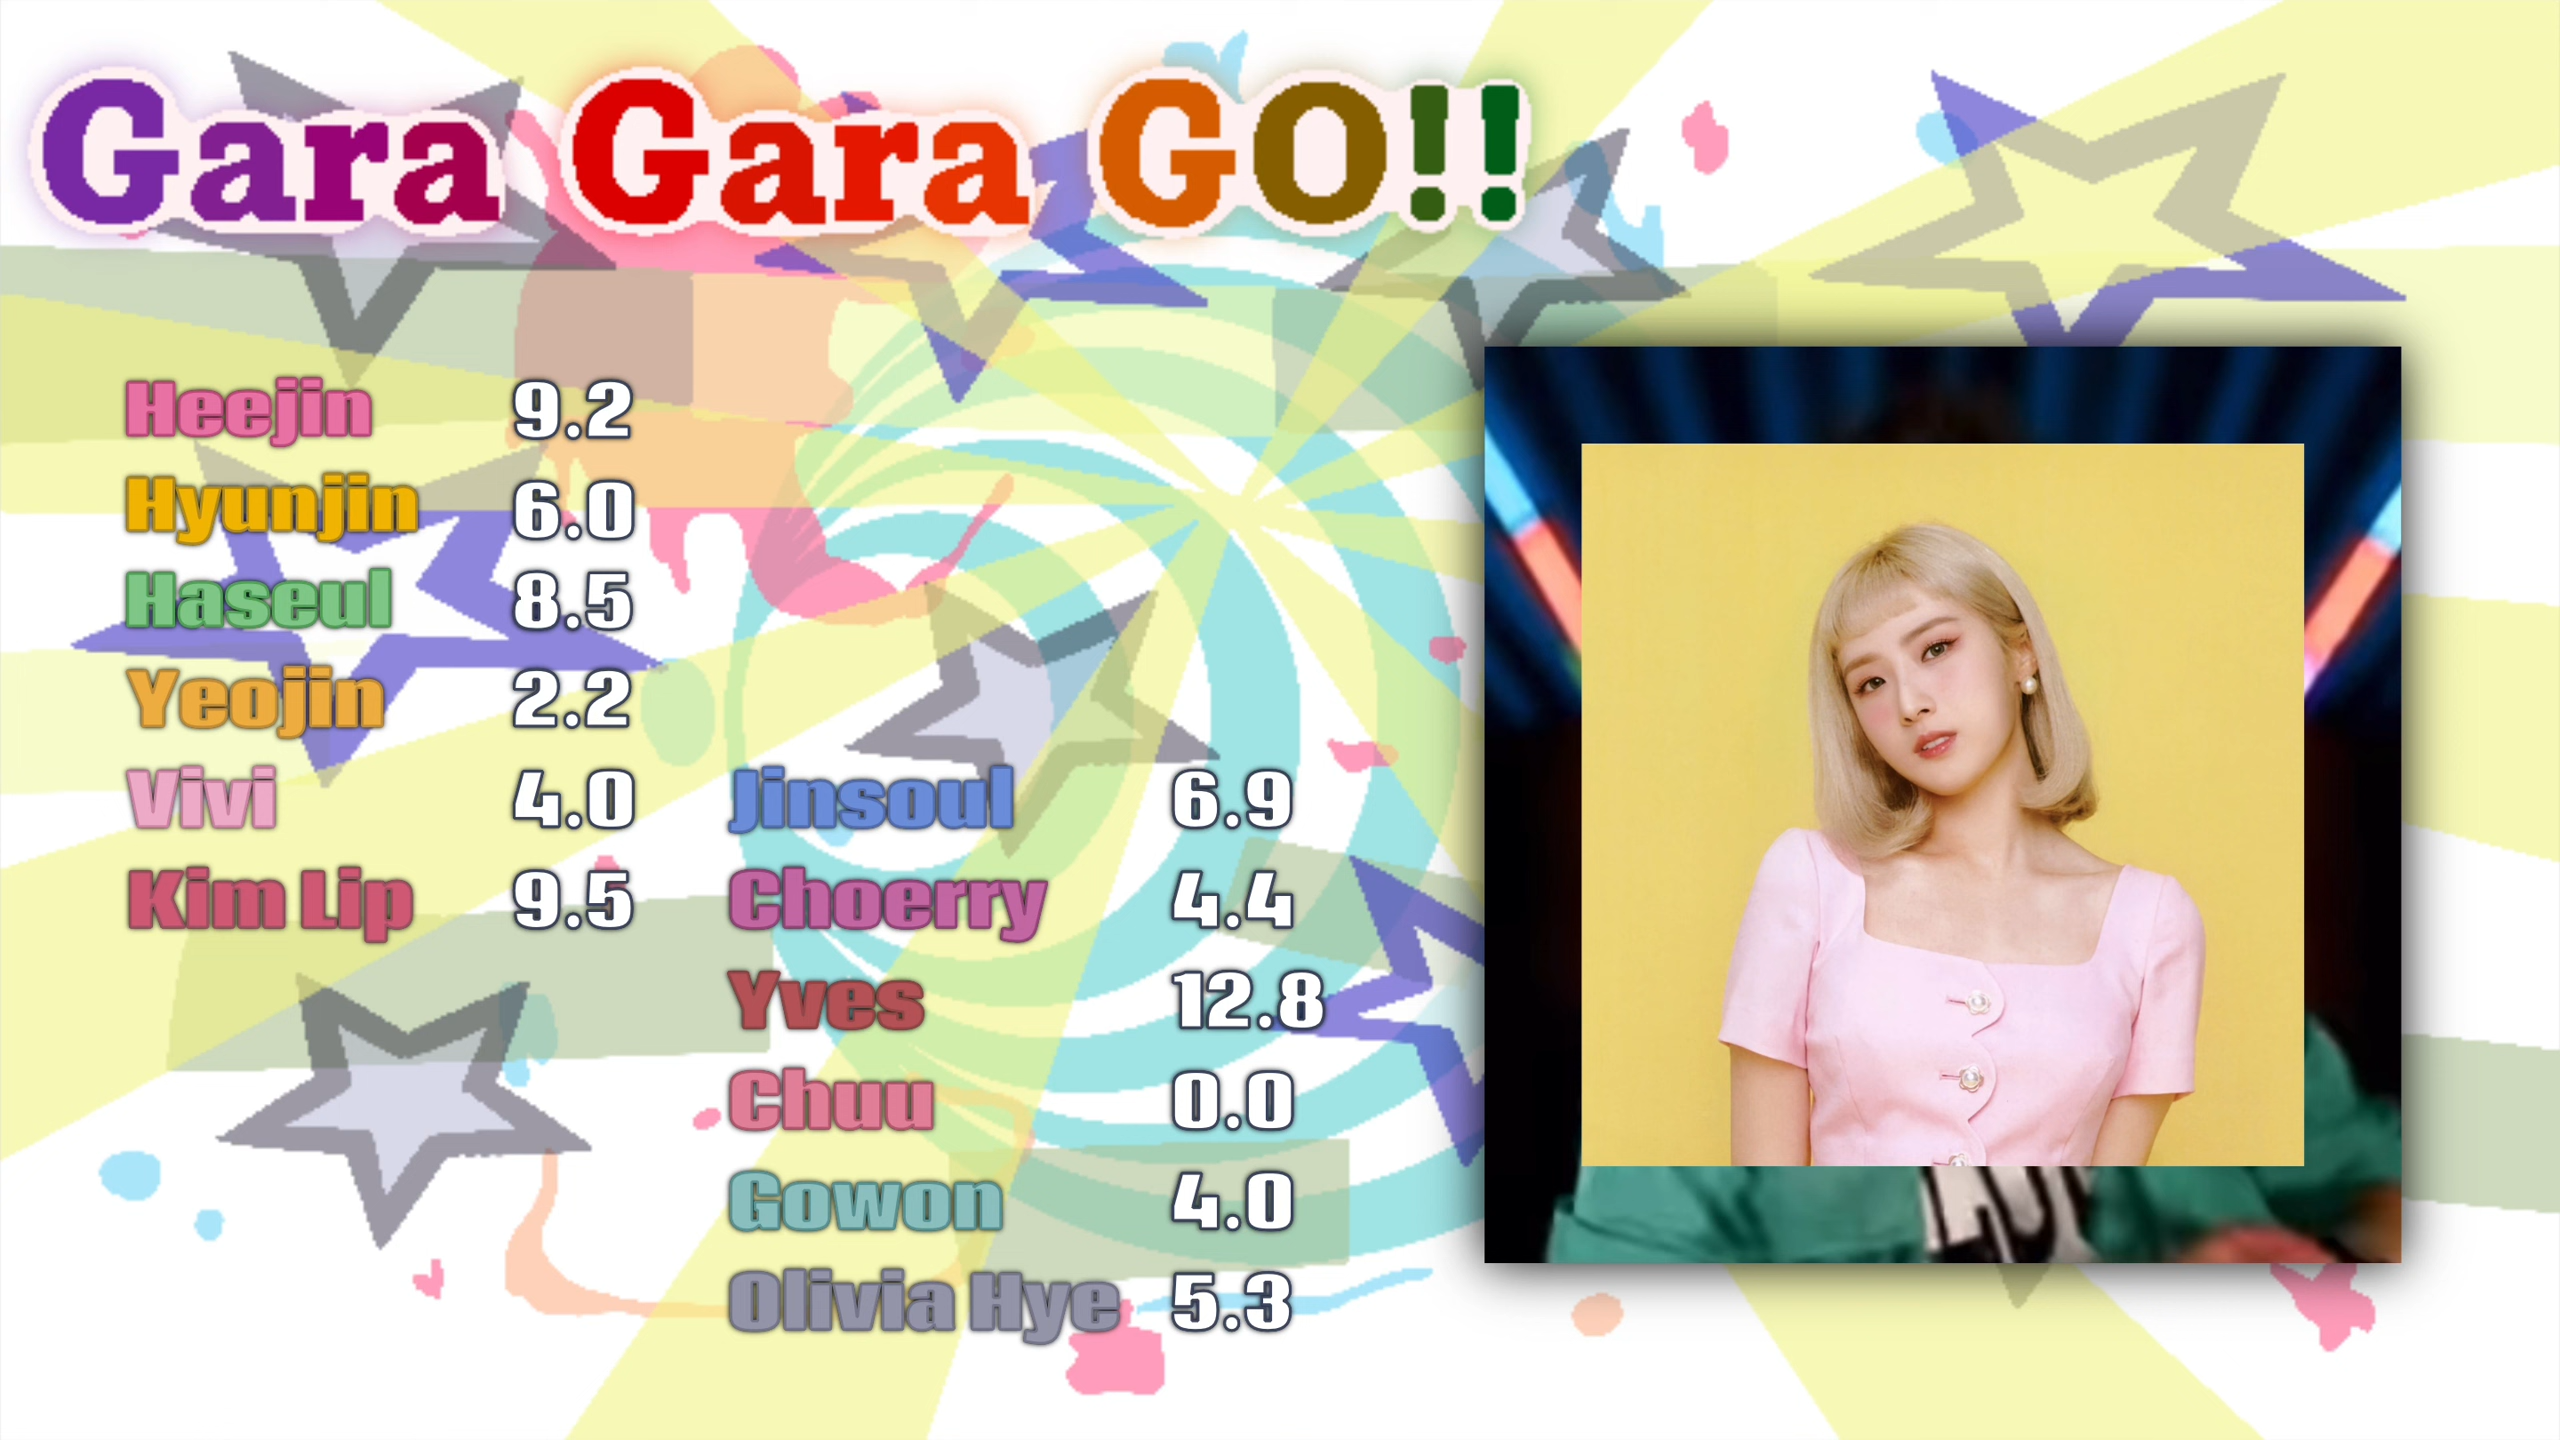 Gara Gara GO!!
Heejin 9.2
Hyunjin 6.0
Haseul 8.5
Yeojin 2.2
Vivi 4.0
Kim Lip 9.5
Jinsoul 6.9
Choerry 4.4
Yves 12.8
Chuu 0.0
Gowon 4.0
Olivia Hye 5.3